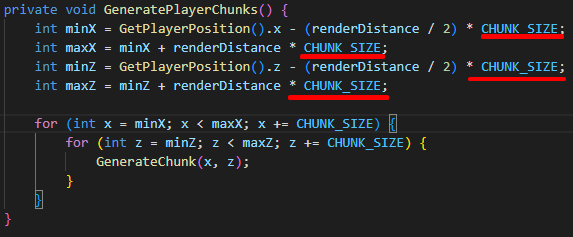 private void GeneratePlayerChunks() {
int minX = GetPlayerPosition().x - (renderDistance / 2) * CHUNK_SIZE;
int maxX = minX + renderDistance * CHUNK_SIZE;
int minZ = GetPlayerPosition().z - (renderDistance / 2) * CHUNK_SIZE;
int maxZ = minZ + renderDistance * CHUNK_SIZE;
for (int x = minX; x < maxX; x += CHUNK_SIZE) {
for (int z = minZ; z < maxZ; z += CHUNK_SIZE) {
GenerateChunk(x, z);
}
}
}